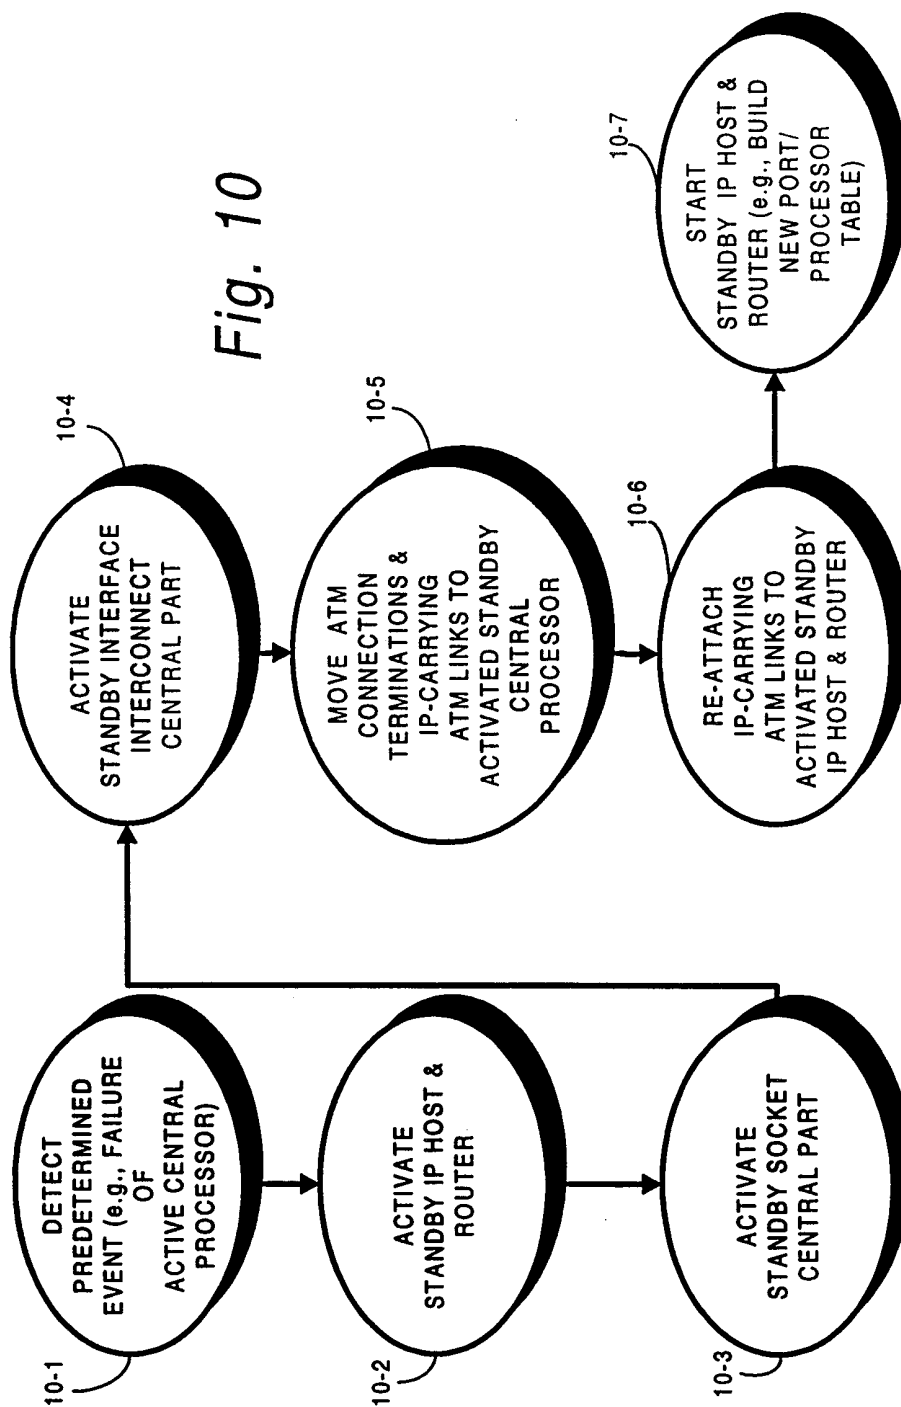 10-1
DETECT
PREDETERMINED
EVENT (e.g., FAILURE
OF
ACTIVE CENTRAL
PROCESSOR)
10-2
ACTIVATE
STANDBY IP HOST &
ROUTER
10-3
ACTIVATE
STANDBY SOCKET
CENTRAL PART
10-4
ACTIVATE
STANDBY INTERFACE
INTERCONNECT
CENTRAL PART
10-5
MOVE ATM
CONNECTION
TERMINATIONS &
IP-CARRYING
ATM LINKS TO
ACTIVATED STANDBY
CENTRAL
PROCESSOR
10-6
RE-ATTACH
IP-CARRYING
ATM LINKS TO
ACTIVATED STANDBY
IP HOST & ROUTER
10-7
START
STANDBY IP HOST &
ROUTER (e.g., BUILD
NEW PORT/
PROCESSOR
TABLE)
Fig. 10